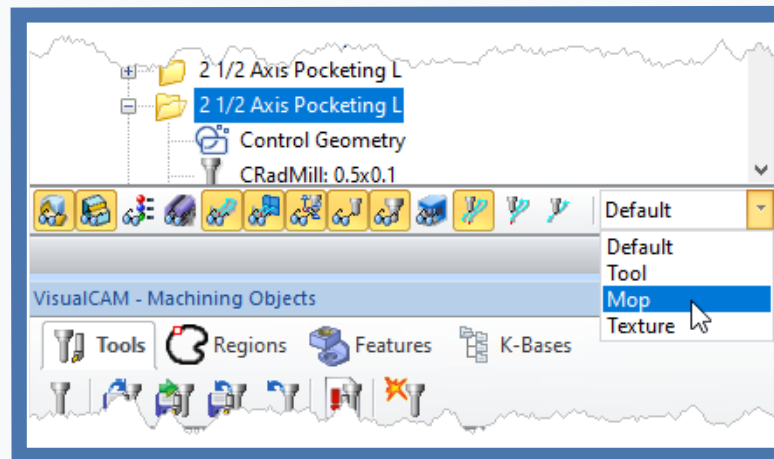 2 1/2 Axis Pocketing L
2 1/2 Axis Pocketing L
Control Geometry
CRadMill: 0.5x0.1
Default
Default
Tool
Mop
Texture
VisualCAM - Machining Objects
Tools Regions Features K-Bases